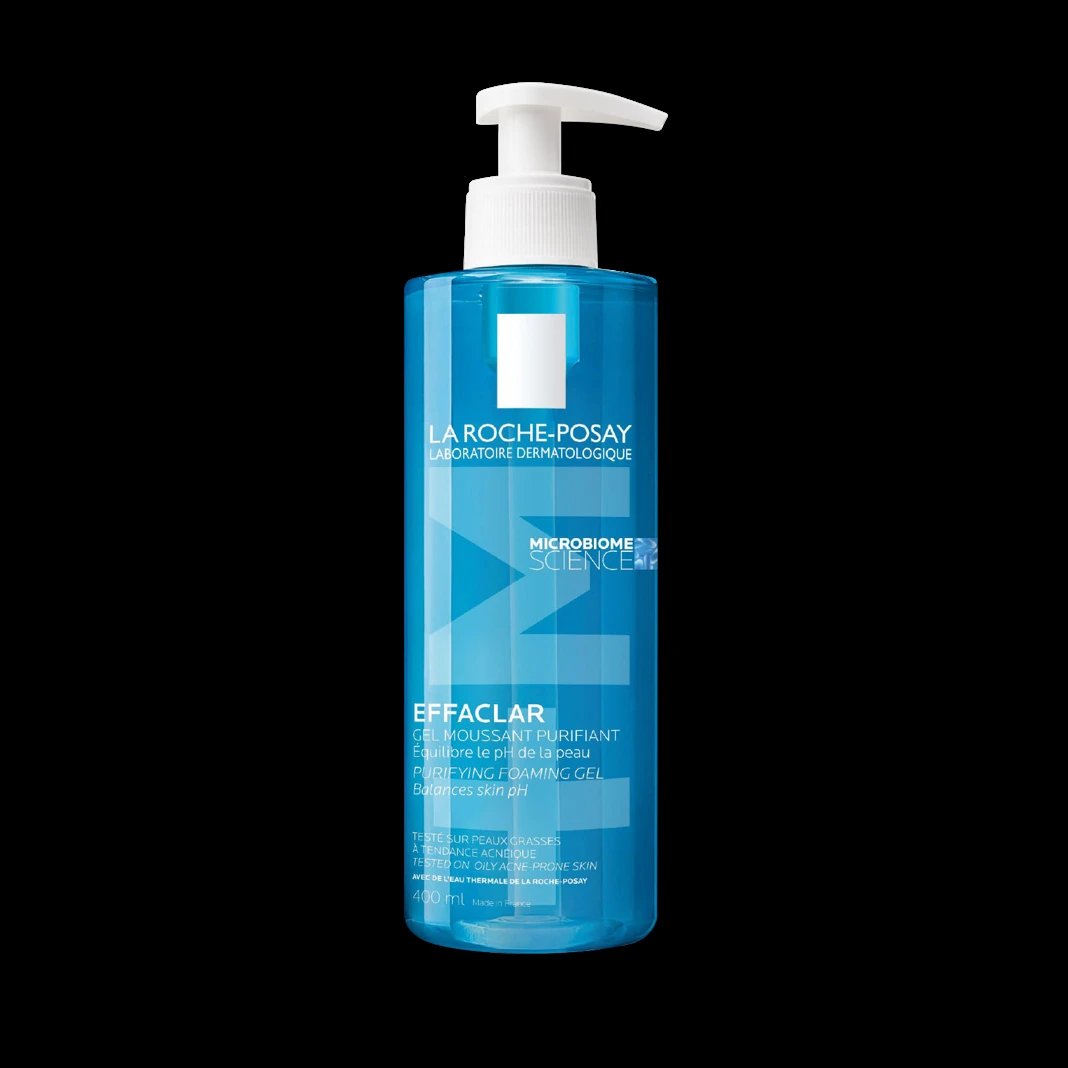 LA ROCHE-POSAY
LABORATOIRE DERMATOLOGIQUE
MICROBIOME
SCIENCE
EFFACLAR
GEL MOUSSANT PURIFIANT
Équilibre le pH de la peau
PURIFYING FOAMING GEL
Balances skin pH
TESTÉ SUR PEAUX GRASSES
À TENDANCE ACNÉIQUE
TESTED ON OILY ACNE-PRONE SKIN
AVEC DE L'EAU THERMALE DE LA ROCHE-POSAY
400 ml Made in France